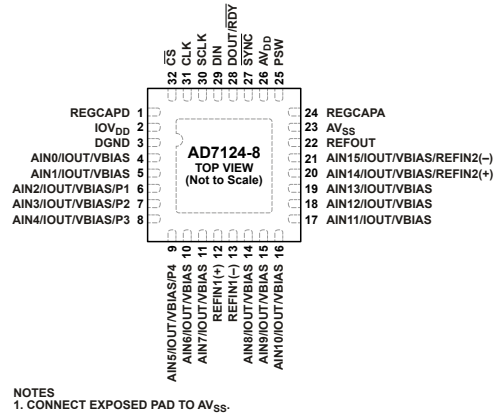 32 C̅S̅
31 CLK
30 SCLK
29 DIN
28 DOUT/R̅D̅Y̅
27 S̅Y̅N̅C̅
26 AVDD
25 PSW
REGCAPD 1
IOVDD 2
DGND 3
AIN0/IOUT/VBIAS 4
AIN1/IOUT/VBIAS 5
AIN2/IOUT/VBIAS/P1 6
AIN3/IOUT/VBIAS/P2 7
AIN4/IOUT/VBIAS/P3 8
AD7124-8
TOP VIEW
(Not to Scale)
24 REGCAPA
23 AVSS
22 REFOUT
21 AIN15/IOUT/VBIAS/REFIN2(–)
20 AIN14/IOUT/VBIAS/REFIN2(+)
19 AIN13/IOUT/VBIAS
18 AIN12/IOUT/VBIAS
17 AIN11/IOUT/VBIAS
AIN5/IOUT/VBIAS/P4 9
AIN6/IOUT/VBIAS 10
AIN7/IOUT/VBIAS 11
REFIN1(+) 12
REFIN1(–) 13
AIN8/IOUT/VBIAS 14
AIN9/IOUT/VBIAS 15
AIN10/IOUT/VBIAS 16
NOTES
1. CONNECT EXPOSED PAD TO AVSS.